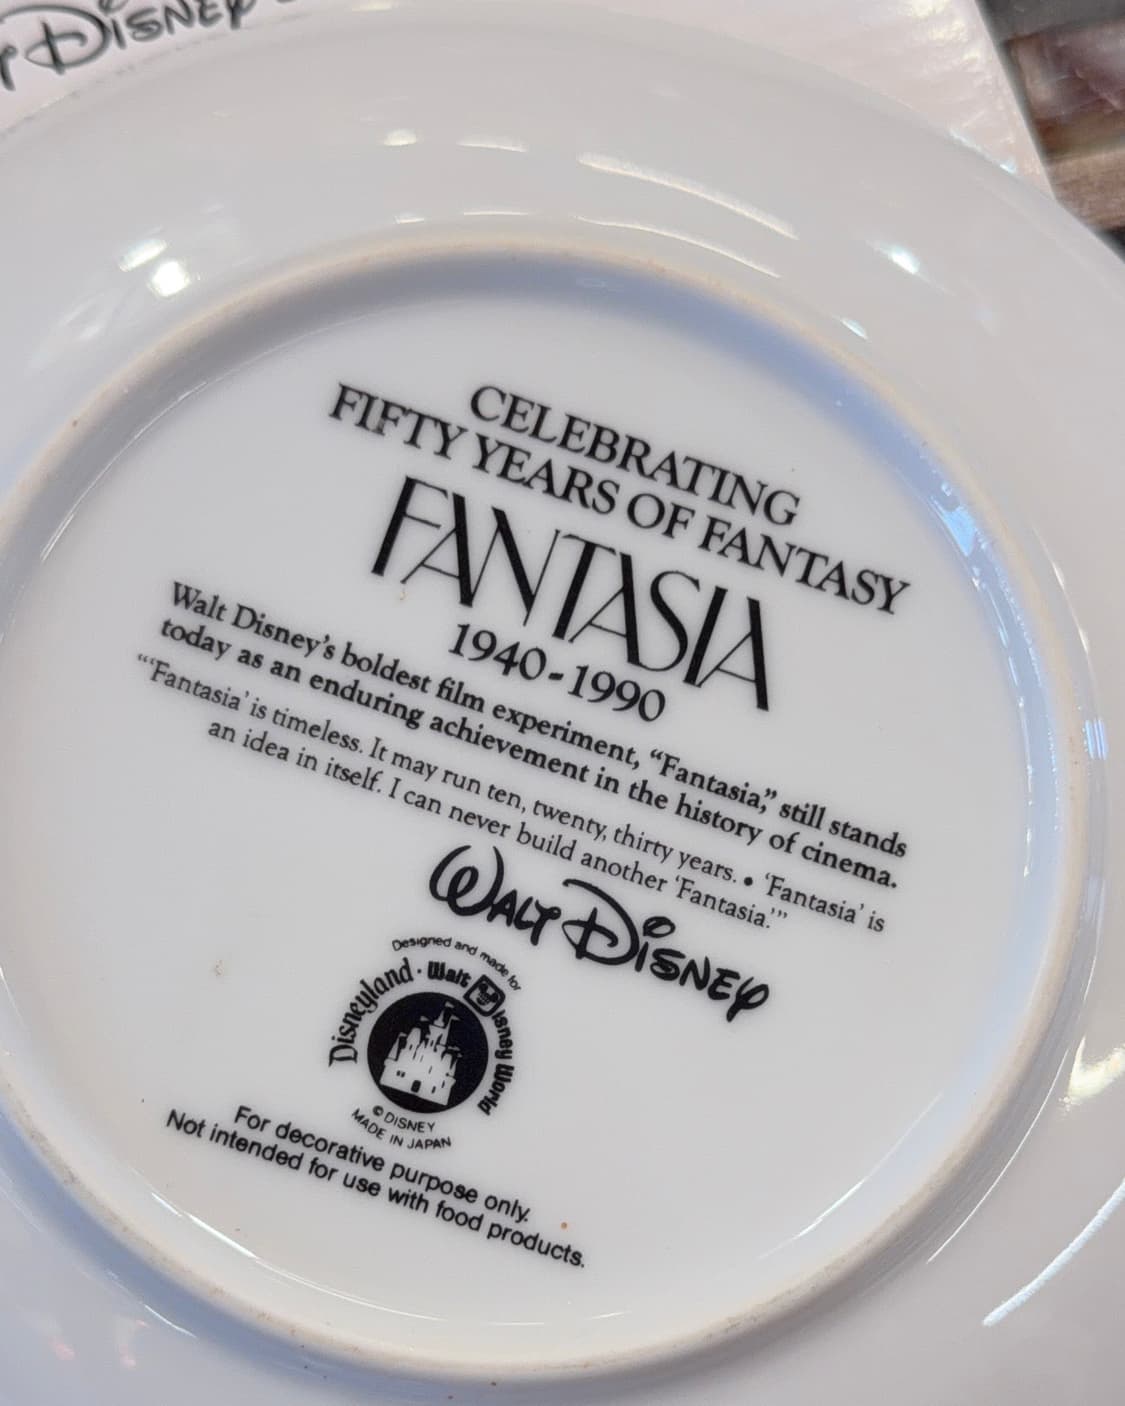 DISNEY
CELEBRATING
FIFTY YEARS OF FANTASY
FANTASIA
1940-1990
Walt Disney's boldest film experiment, “Fantasia,” still stands
today as an enduring achievement in the history of cinema.
“‘Fantasia’ is timeless. It may run ten, twenty, thirty years. • ‘Fantasia’ is
an idea in itself. I can never build another ‘Fantasia.’”
WALT DISNEY
Designed and made for
Disneyland · Walt Disney World
© DISNEY
MADE IN JAPAN
For decorative purpose only.
Not intended for use with food products.